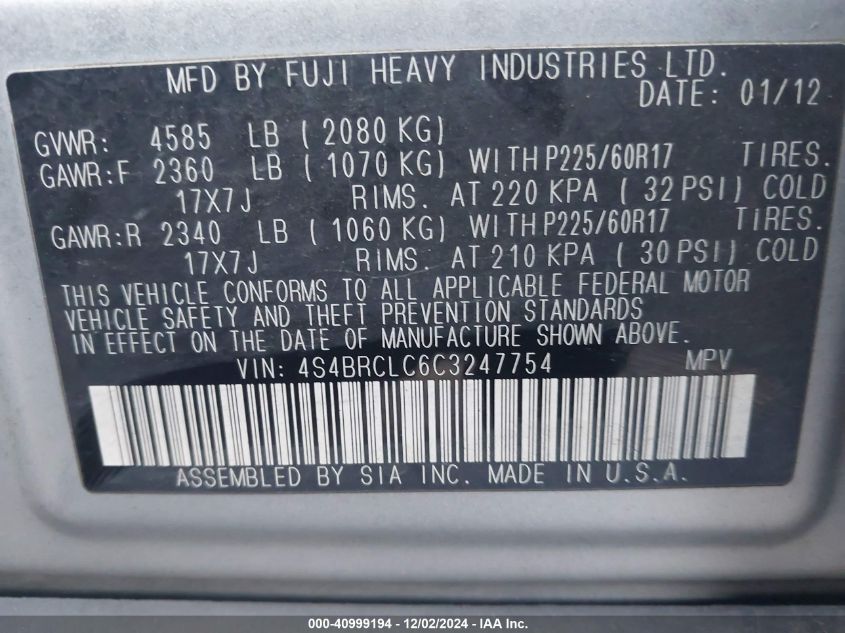 MFD BY FUJI HEAVY INDUSTRIES LTD.
DATE: 01/12
GVWR: 4585 LB ( 2080 KG)
GAWR:F 2360 LB ( 1070 KG) WITH P225/60R17 TIRES.
17X7J RIMS. AT 220 KPA ( 32 PSI) COLD
GAWR:R 2340 LB ( 1060 KG) WITH P225/60R17 TIRES.
17X7J RIMS. AT 210 KPA ( 30 PSI) COLD
THIS VEHICLE CONFORMS TO ALL APPLICABLE FEDERAL MOTOR
VEHICLE SAFETY AND THEFT PREVENTION STANDARDS
IN EFFECT ON THE DATE OF MANUFACTURE SHOWN ABOVE.
VIN: 4S4BRCLC6C3247754 MPV
ASSEMBLED BY SIA INC. MADE IN U.S.A.
000-40999194 - 12/02/2024 - IAA Inc.